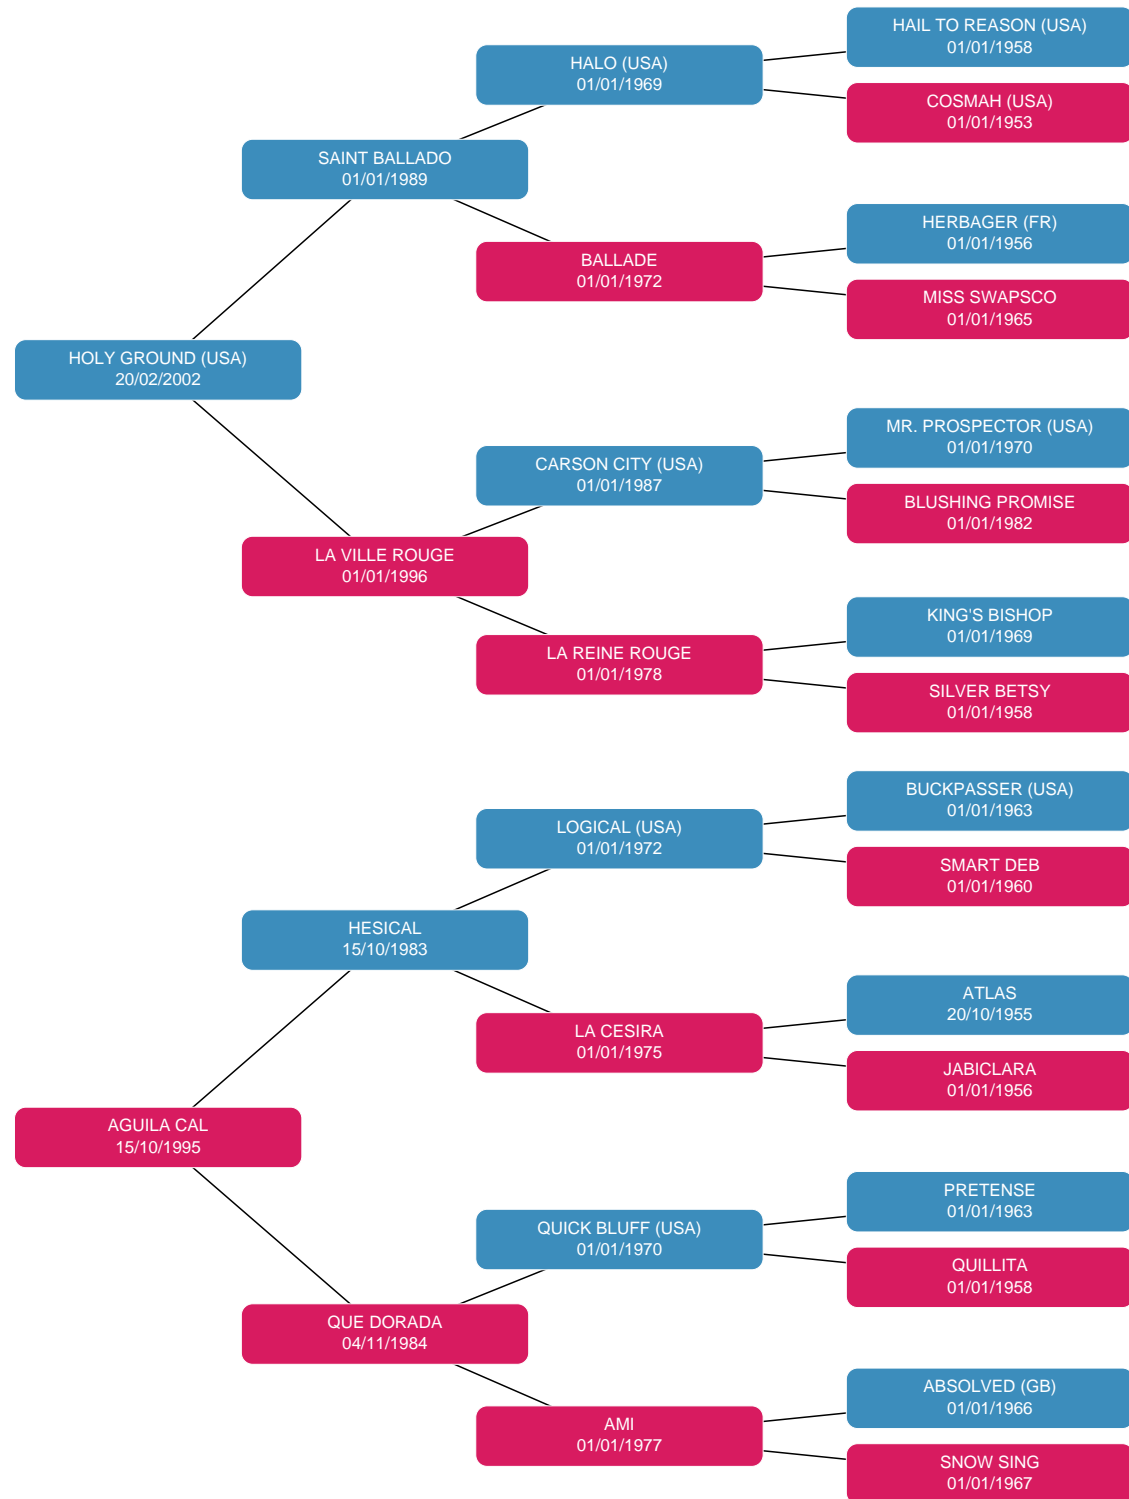 HAIL TO REASON (USA)
01/01/1958
HALO (USA)
01/01/1969
COSMAH (USA)
01/01/1953
SAINT BALLADO
01/01/1989
HERBAGER (FR)
01/01/1956
BALLADE
01/01/1972
MISS SWAPSCO
01/01/1965
HOLY GROUND (USA)
20/02/2002
MR. PROSPECTOR (USA)
01/01/1970
CARSON CITY (USA)
01/01/1987
BLUSHING PROMISE
01/01/1982
LA VILLE ROUGE
01/01/1996
KING'S BISHOP
01/01/1969
LA REINE ROUGE
01/01/1978
SILVER BETSY
01/01/1958
BUCKPASSER (USA)
01/01/1963
LOGICAL (USA)
01/01/1972
SMART DEB
01/01/1960
HESICAL
15/10/1983
ATLAS
20/10/1955
LA CESIRA
01/01/1975
JABICLARA
01/01/1956
AGUILA CAL
15/10/1995
PRETENSE
01/01/1963
QUICK BLUFF (USA)
01/01/1970
QUILLITA
01/01/1958
QUE DORADA
04/11/1984
ABSOLVED (GB)
01/01/1966
AMI
01/01/1977
SNOW SING
01/01/1967